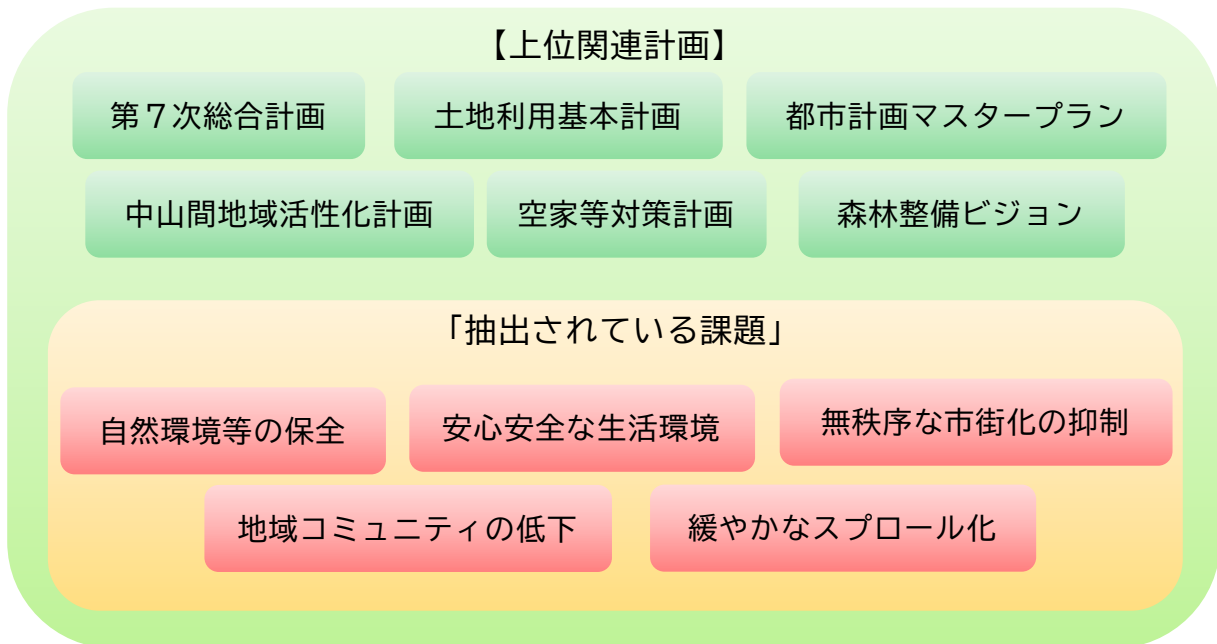 【上位関連計画】
第７次総合計画
土地利用基本計画
都市計画マスタープラン
中山間地域活性化計画
空家等対策計画
森林整備ビジョン
「抽出されている課題」
自然環境等の保全
安心安全な生活環境
無秩序な市街化の抑制
地域コミュニティの低下
緩やかなスプロール化